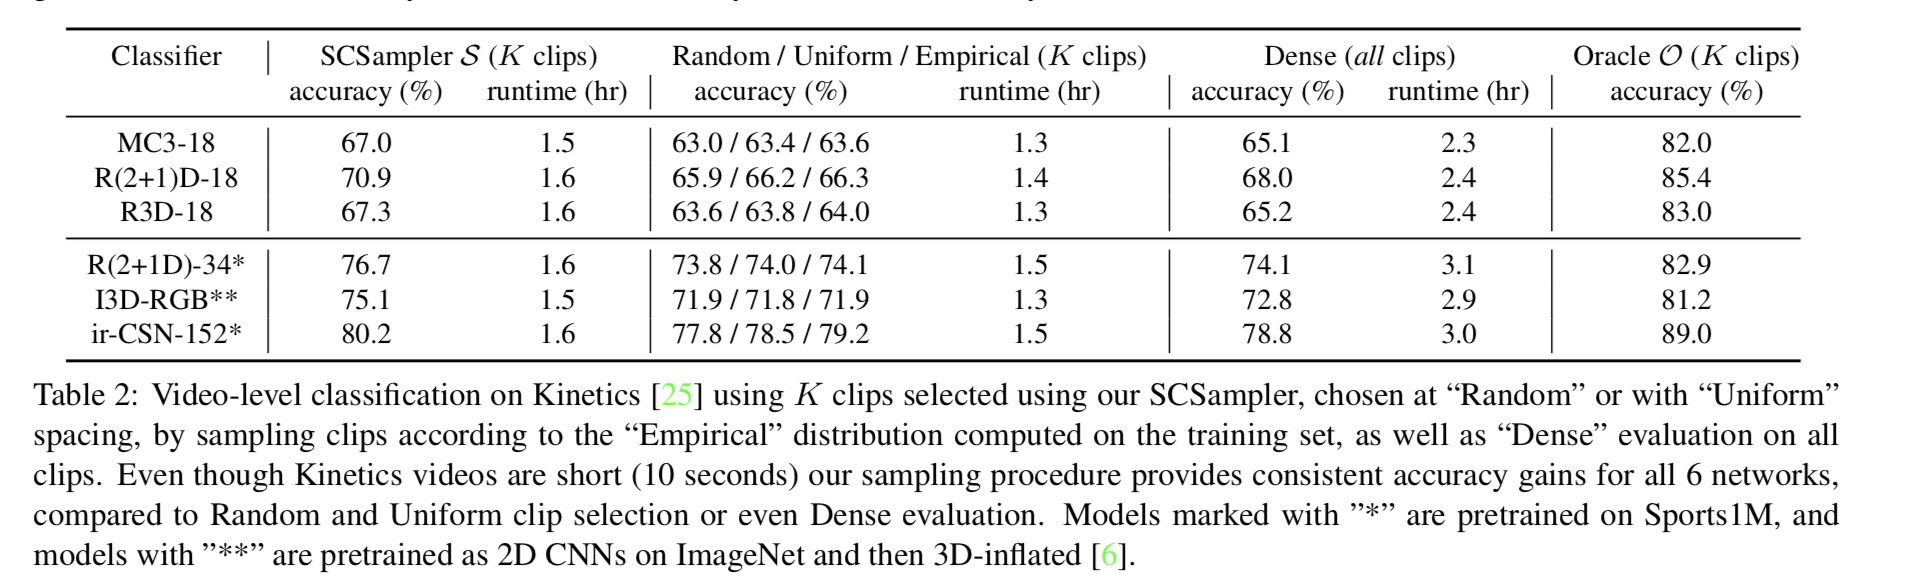 Classifier SCSampler 𝒮 (K clips) Random / Uniform / Empirical (K clips) Dense (all clips) Oracle 𝒪 (K clips)
accuracy (%) runtime (hr) accuracy (%) runtime (hr) accuracy (%) runtime (hr) accuracy (%)
MC3-18 67.0 1.5 63.0 / 63.4 / 63.6 1.3 65.1 2.3 82.0
R(2+1)D-18 70.9 1.6 65.9 / 66.2 / 66.3 1.4 68.0 2.4 85.4
R3D-18 67.3 1.6 63.6 / 63.8 / 64.0 1.3 65.2 2.4 83.0
R(2+1D)-34* 76.7 1.6 73.8 / 74.0 / 74.1 1.5 74.1 3.1 82.9
I3D-RGB** 75.1 1.5 71.9 / 71.8 / 71.9 1.3 72.8 2.9 81.2
ir-CSN-152* 80.2 1.6 77.8 / 78.5 / 79.2 1.5 78.8 3.0 89.0
Table 2: Video-level classification on Kinetics [25] using K clips selected using our SCSampler, chosen at “Random” or with “Uniform”
spacing, by sampling clips according to the “Empirical” distribution computed on the training set, as well as “Dense” evaluation on all
clips. Even though Kinetics videos are short (10 seconds) our sampling procedure provides consistent accuracy gains for all 6 networks,
compared to Random and Uniform clip selection or even Dense evaluation. Models marked with ”*” are pretrained on Sports1M, and
models with ”**” are pretrained as 2D CNNs on ImageNet and then 3D-inflated [6].